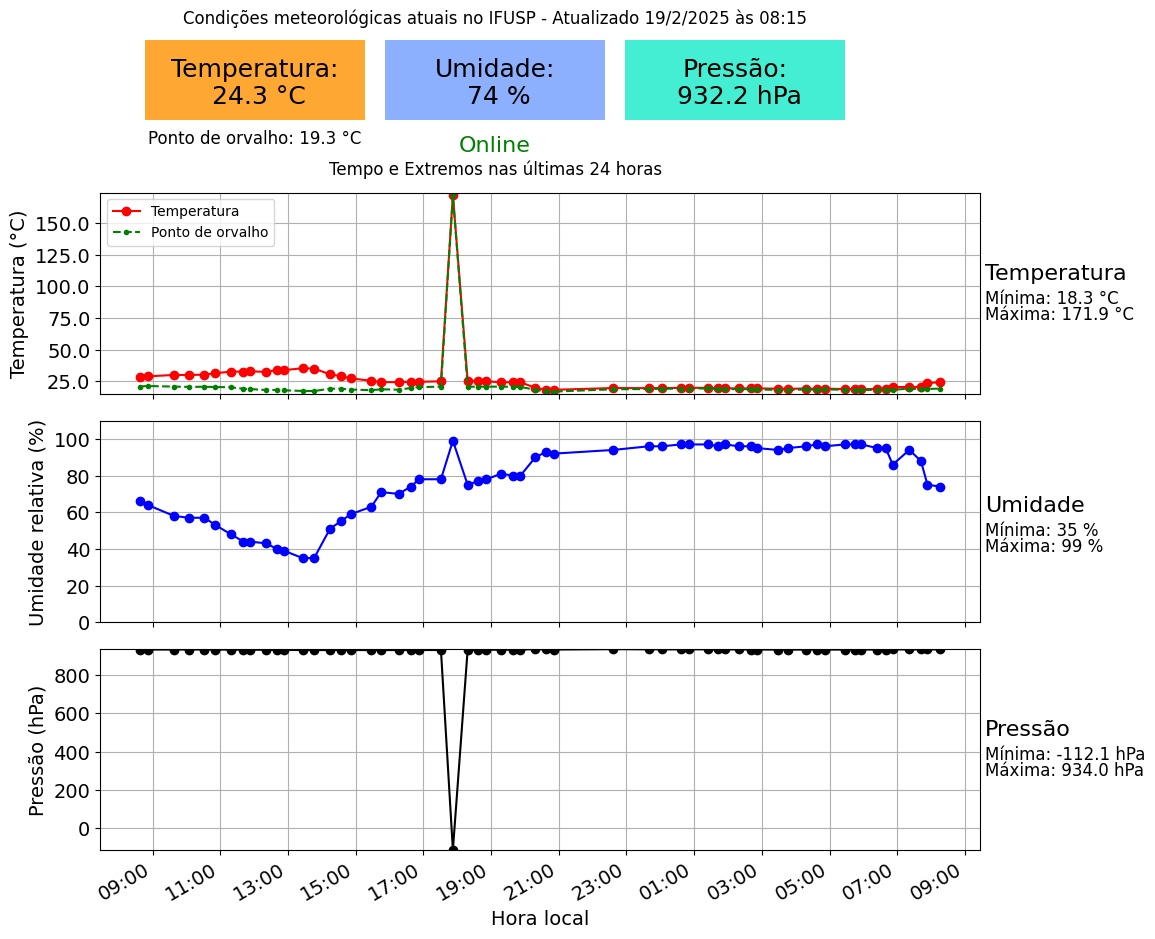 Condições meteorológicas atuais no IFUSP - Atualizado 19/2/2025 às 08:15
Temperatura:
24.3 °C
Umidade:
74 %
Pressão:
932.2 hPa
Ponto de orvalho: 19.3 °C
Online
Tempo e Extremos nas últimas 24 horas
Temperatura (°C)
150.0
125.0
100.0
75.0
50.0
25.0
Temperatura
Ponto de orvalho
Temperatura
Mínima: 18.3 °C
Máxima: 171.9 °C
Umidade relativa (%)
100
80
60
40
20
0
Umidade
Mínima: 35 %
Máxima: 99 %
Pressão (hPa)
800
600
400
200
0
Pressão
Mínima: -112.1 hPa
Máxima: 934.0 hPa
09:00 11:00 13:00 15:00 17:00 19:00 21:00 23:00 01:00 03:00 05:00 07:00 09:00
Hora local